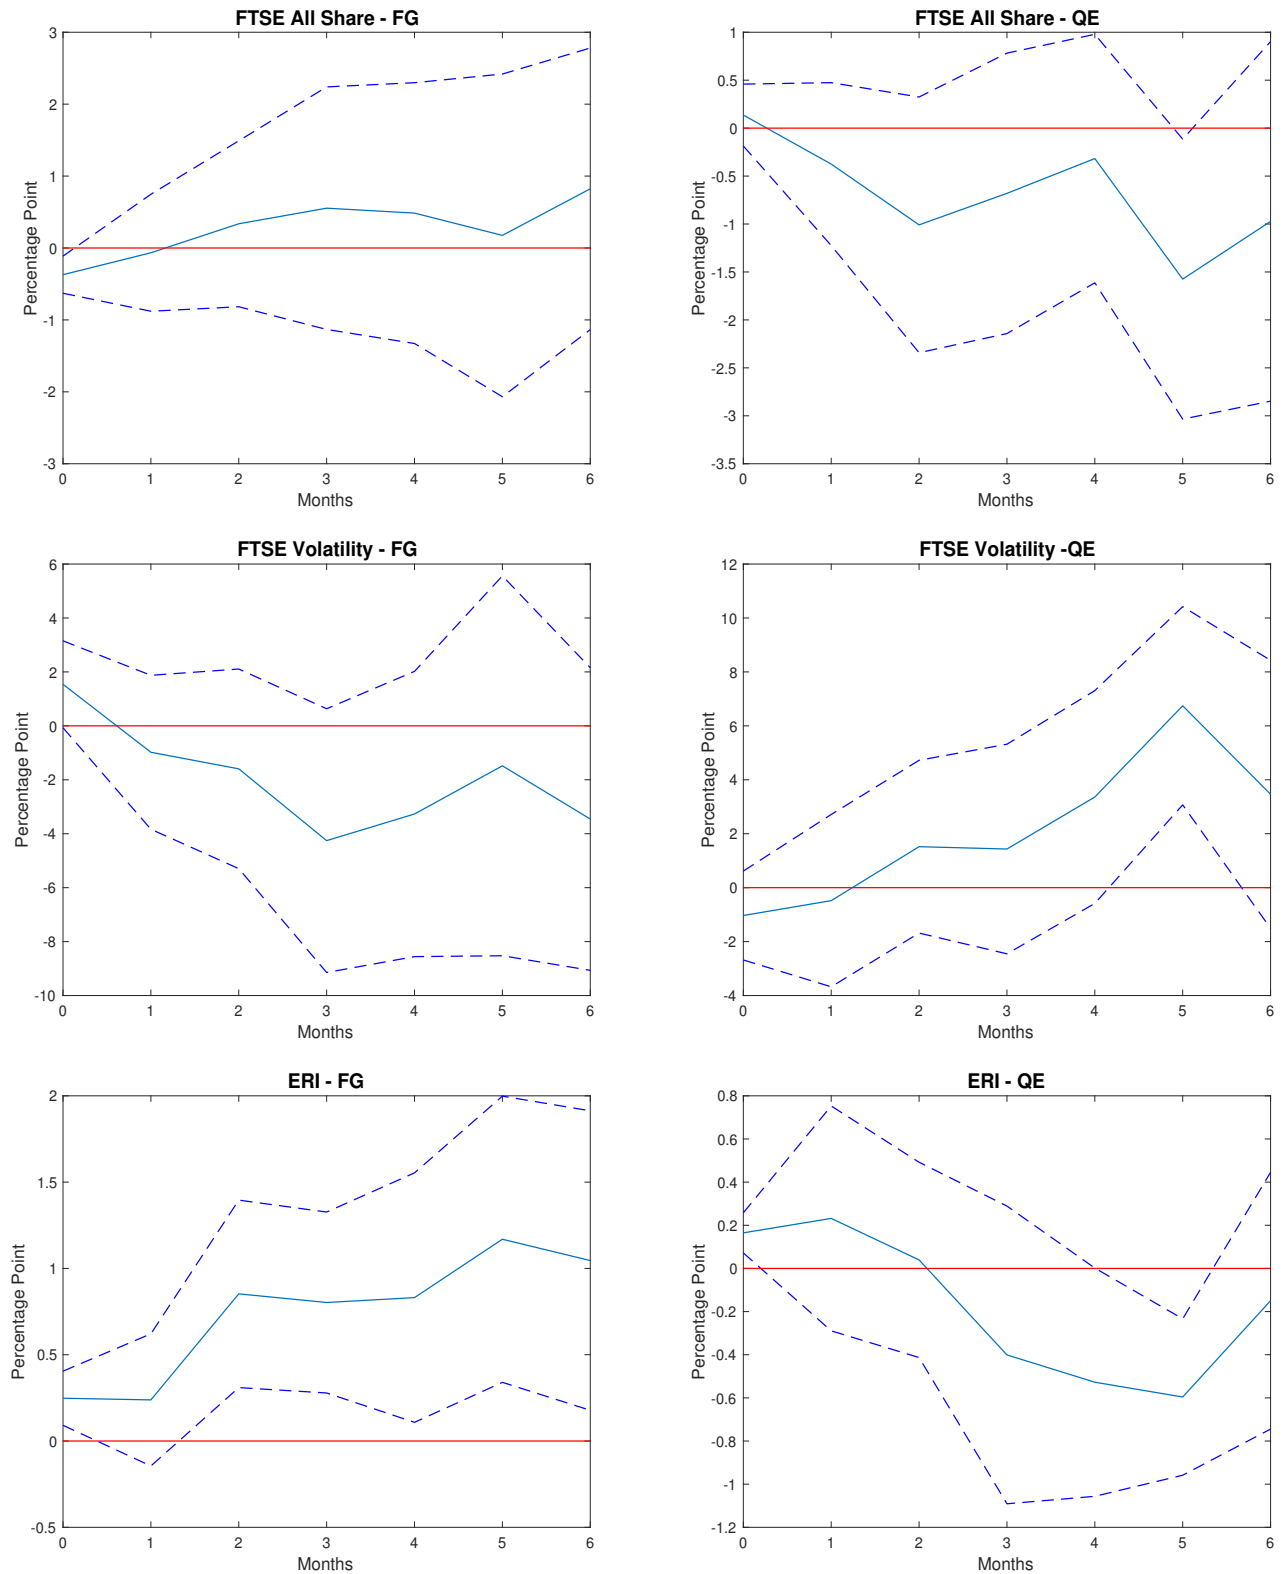 FTSE All Share - FG
Percentage Point
3
2
1
0
-1
-2
-3
0 1 2 3 4 5 6
Months
FTSE All Share - QE
Percentage Point
1
0.5
0
-0.5
-1
-1.5
-2
-2.5
-3
-3.5
0 1 2 3 4 5 6
Months
FTSE Volatility - FG
Percentage Point
6
4
2
0
-2
-4
-6
-8
-10
0 1 2 3 4 5 6
Months
FTSE Volatility -QE
Percentage Point
12
10
8
6
4
2
0
-2
-4
0 1 2 3 4 5 6
Months
ERI - FG
Percentage Point
2
1.5
1
0.5
0
-0.5
0 1 2 3 4 5 6
Months
ERI - QE
Percentage Point
0.8
0.6
0.4
0.2
0
-0.2
-0.4
-0.6
-0.8
-1
-1.2
0 1 2 3 4 5 6
Months